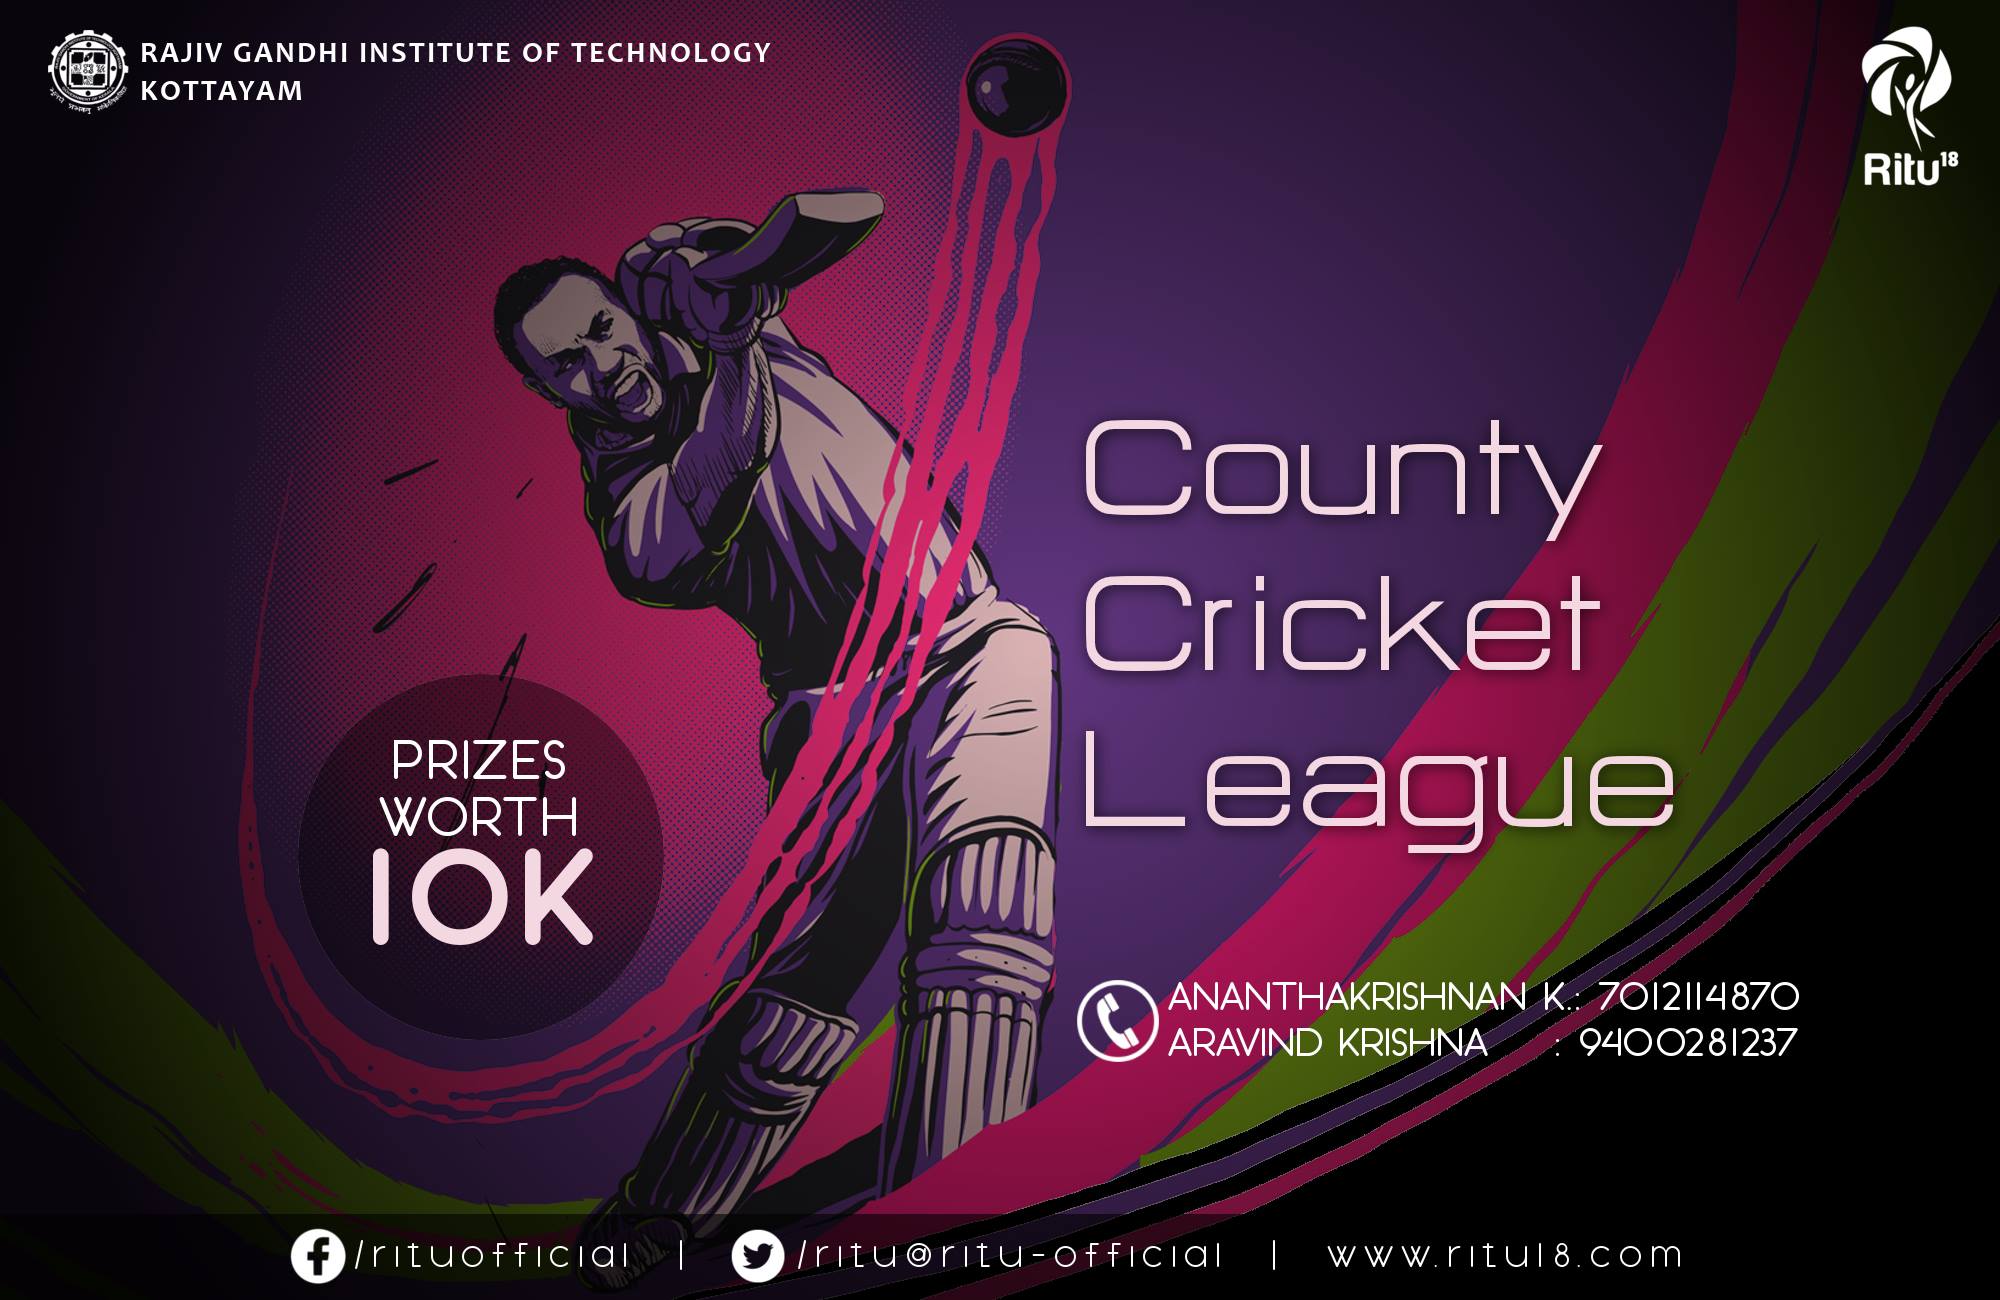 RAJIV GANDHI INSTITUTE OF TECHNOLOGY
KOTTAYAM
Ritu18
County
Cricket
League
PRIZES
WORTH
10K
ANANTHAKRISHNAN K.: 7012114870
ARAVIND KRISHNA : 9400281237
/rituofficial | /ritu@ritu-official | www.ritu18.com